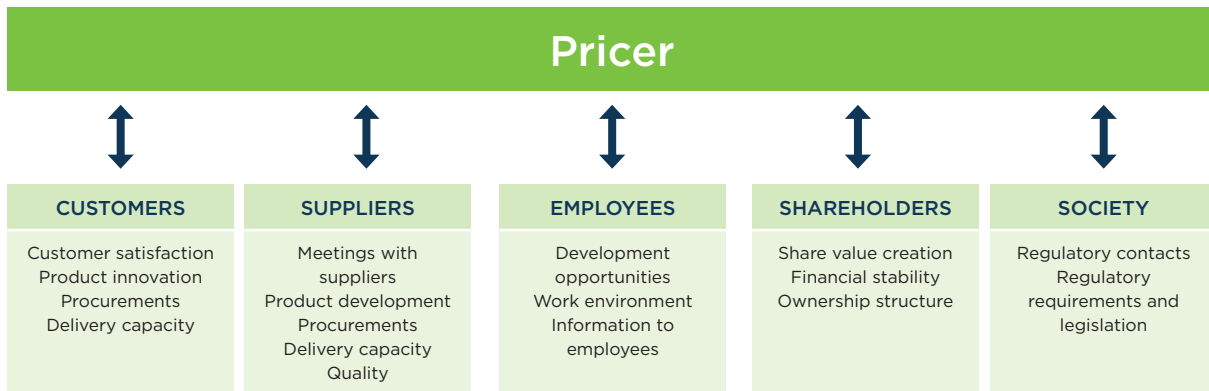 Pricer
CUSTOMERS
Customer satisfaction
Product innovation
Procurements
Delivery capacity
SUPPLIERS
Meetings with
suppliers
Product development
Procurements
Delivery capacity
Quality
EMPLOYEES
Development
opportunities
Work environment
Information to
employees
SHAREHOLDERS
Share value creation
Financial stability
Ownership structure
SOCIETY
Regulatory contacts
Regulatory
requirements and
legislation